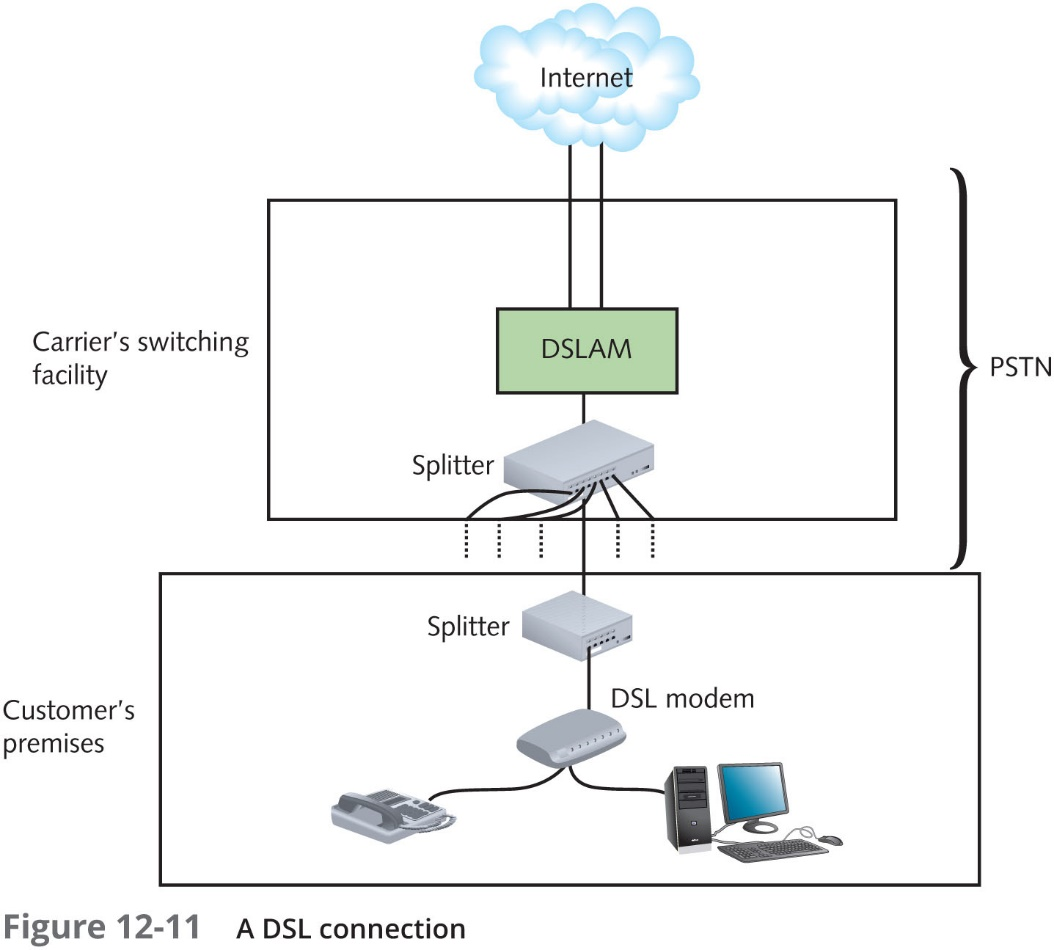 Internet
Carrier's switching
facility
DSLAM
PSTN
Splitter
Splitter
DSL modem
Customer's
premises
Figure 12-11 A DSL connection